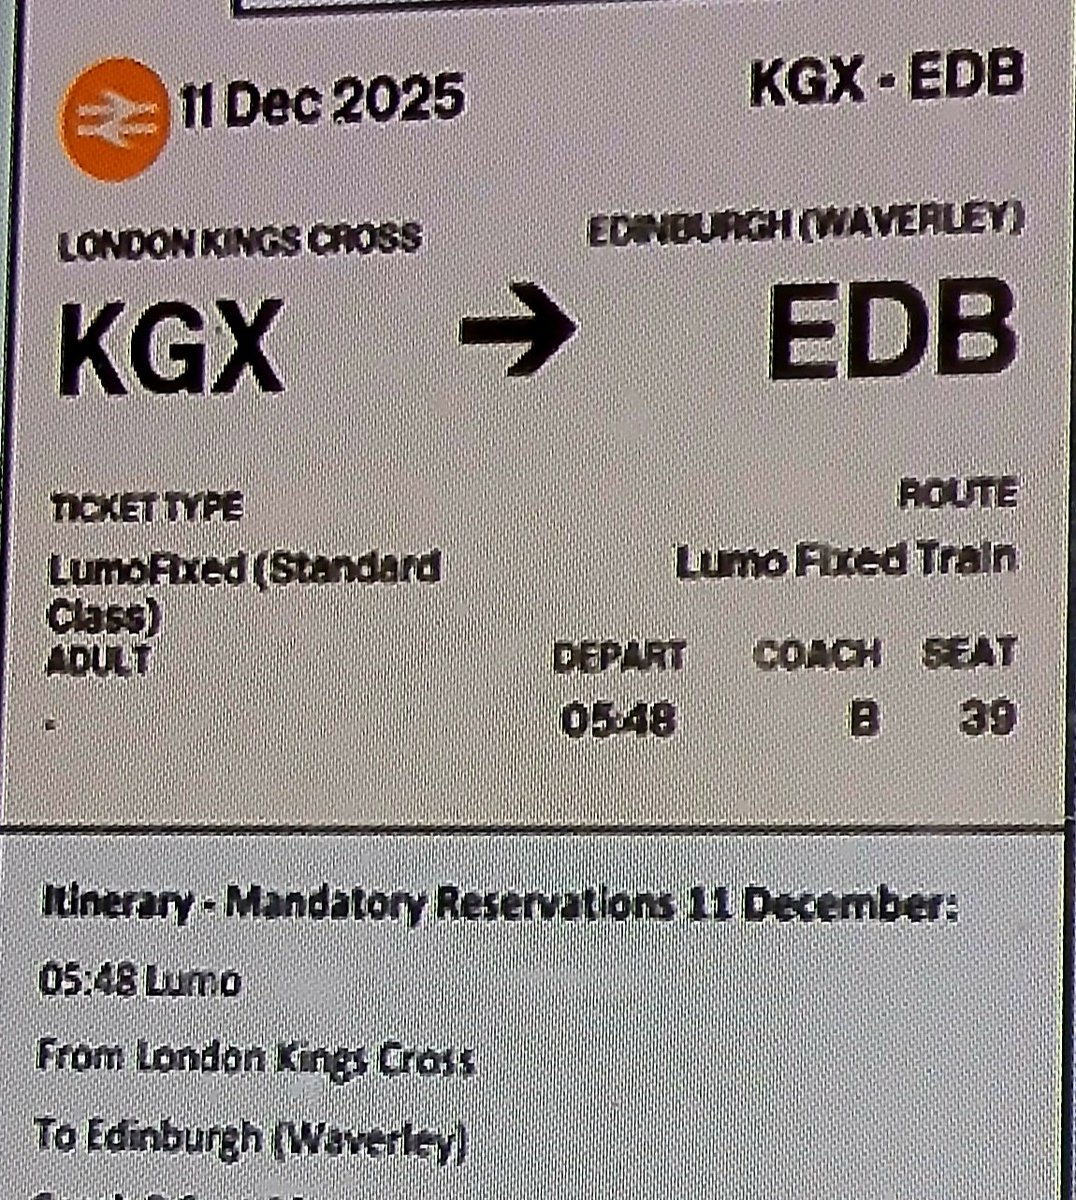 11 Dec 2025 KGX - EDB
LONDON KINGS CROSS EDINBURGH (WAVERLEY)
KGX → EDB
TICKET TYPE ROUTE
LumoFixed (Standard Lumo Fixed Train
Class)
ADULT DEPART COACH SEAT
- 05:48 B 39
Itinerary - Mandatory Reservations 11 December:
05:48 Lumo
From London Kings Cross
To Edinburgh (Waverley)